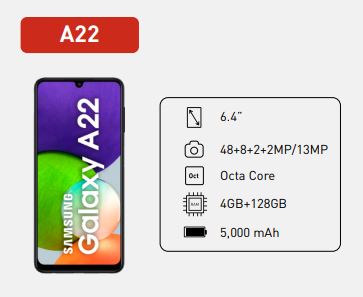 A22
SAMSUNG
Galaxy A22
6.4"
48+8+2+2MP/13MP
Oct
Octa Core
RAM
4GB+128GB
5,000 mAh